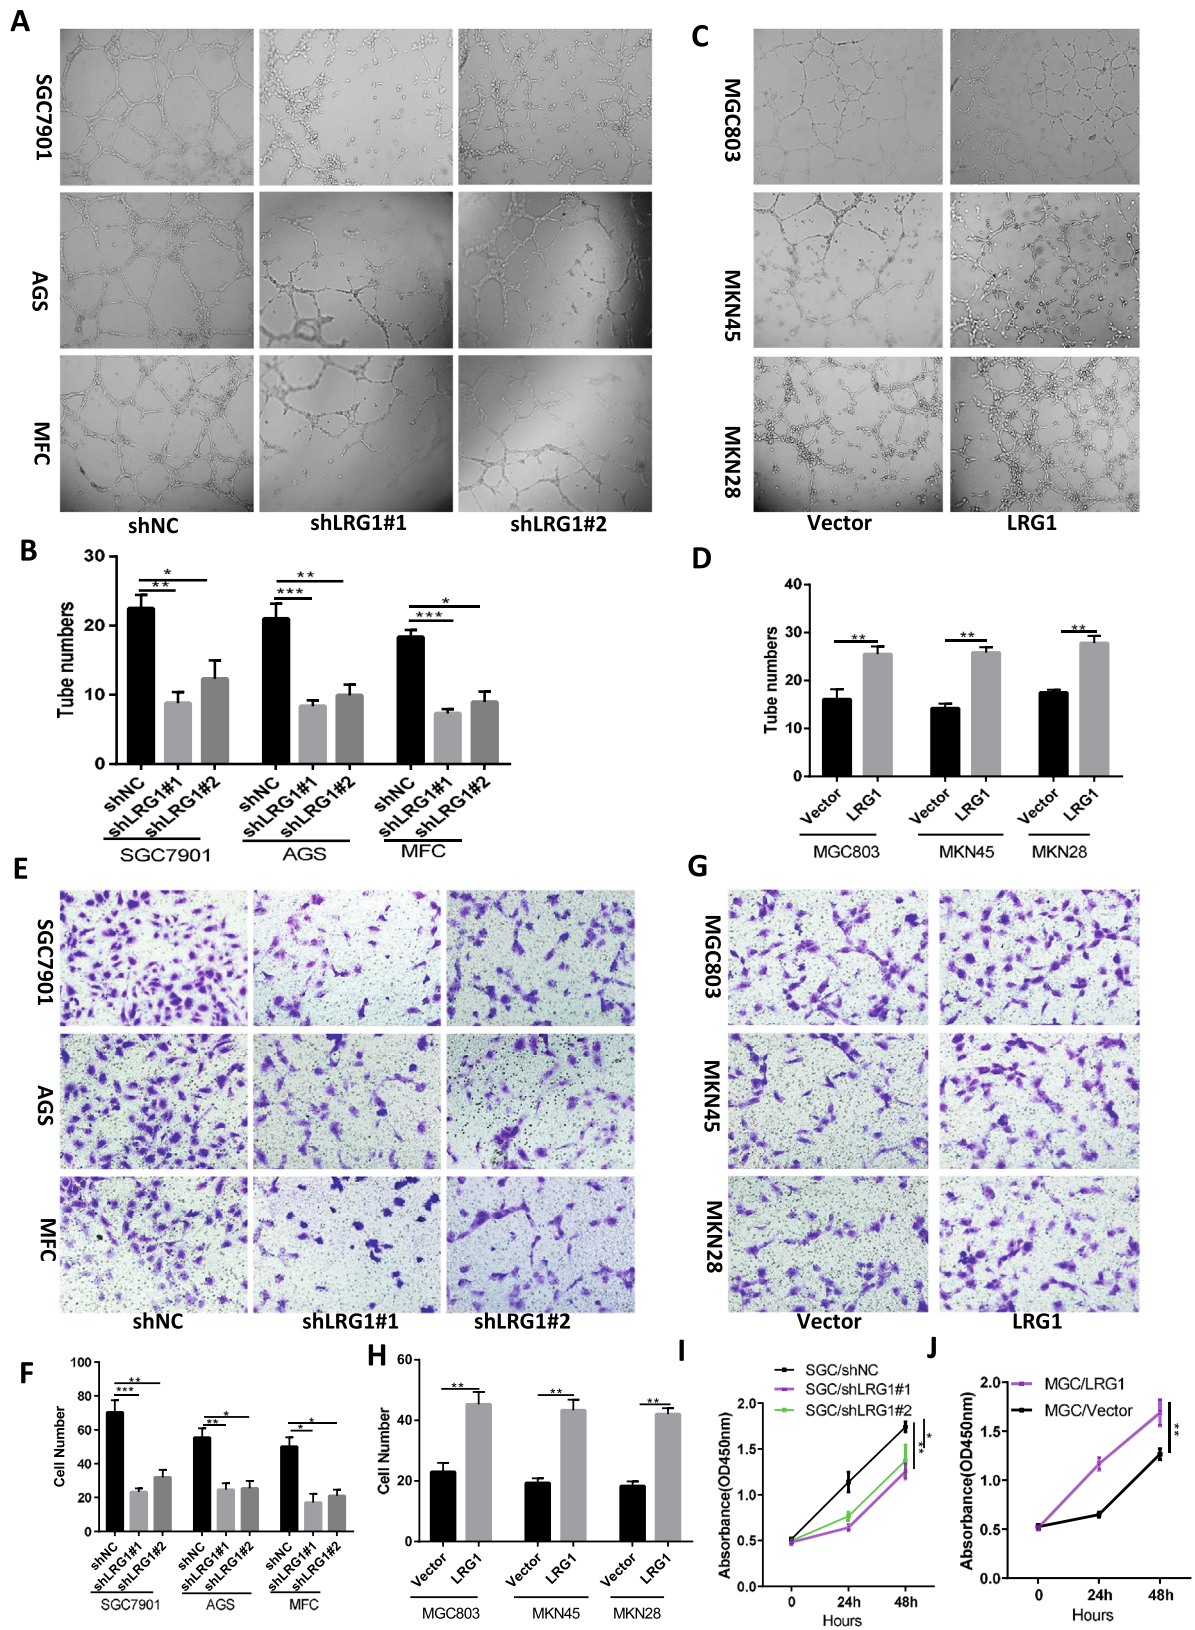 A
C
SGC7901
AGS
MFC
shNC
shLRG1#1
shLRG1#2
MGC803
MKN45
MKN28
Vector
LRG1
B
Tube numbers
30
20
10
0
*
**
**
***
*
***
shNC
shLRG1#1
shLRG1#2
shNC
shLRG1#1
shLRG1#2
shNC
shLRG1#1
shLRG1#2
SGC7901
AGS
MFC
D
Tube numbers
40
30
20
10
0
**
**
**
Vector
LRG1
Vector
LRG1
Vector
LRG1
MGC803
MKN45
MKN28
E
SGC7901
AGS
MFC
shNC
shLRG1#1
shLRG1#2
G
MGC803
MKN45
MKN28
Vector
LRG1
F
Cell Number
100
80
60
40
20
0
**
***
*
**
*
*
shNC
shLRG1#1
shLRG1#2
shNC
shLRG1#1
shLRG1#2
shNC
shLRG1#1
shLRG1#2
SGC7901
AGS
MFC
H
Cell Number
60
40
20
0
**
**
**
Vector
LRG1
Vector
LRG1
Vector
LRG1
MGC803
MKN45
MKN28
I
SGC/shNC
SGC/shLRG1#1
SGC/shLRG1#2
Absorbance(OD450nm)
2.0
1.5
1.0
0.5
0.0
**
*
0
24h
48h
Hours
J
MGC/LRG1
MGC/Vector
Absorbance(OD450nm)
2.0
1.5
1.0
0.5
0.0
**
0
24h
48h
Hours